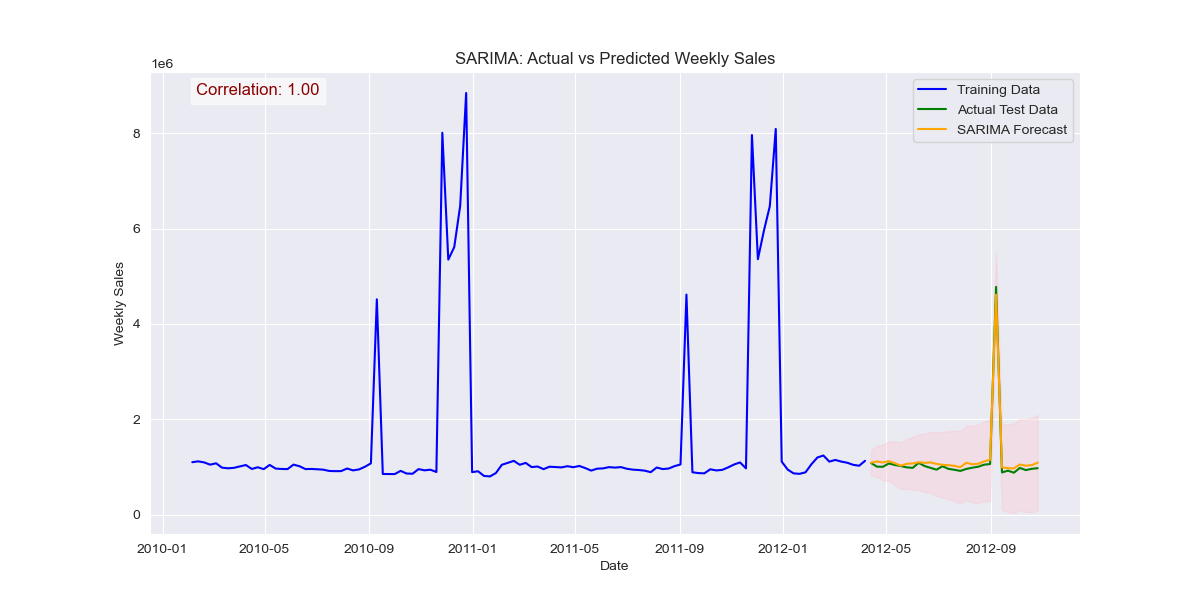 SARIMA: Actual vs Predicted Weekly Sales
1e6
Correlation: 1.00
Training Data
Actual Test Data
SARIMA Forecast
8
6
4
2
0
Weekly Sales
2010-01 2010-05 2010-09 2011-01 2011-05 2011-09 2012-01 2012-05 2012-09
Date